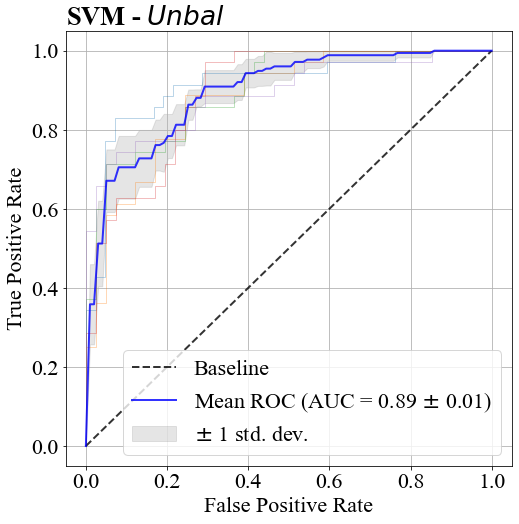 SVM - Unbal
True Positive Rate
1.0
0.8
0.6
0.4
0.2
0.0
Baseline
Mean ROC (AUC = 0.89 ± 0.01)
± 1 std. dev.
0.0 0.2 0.4 0.6 0.8 1.0
False Positive Rate